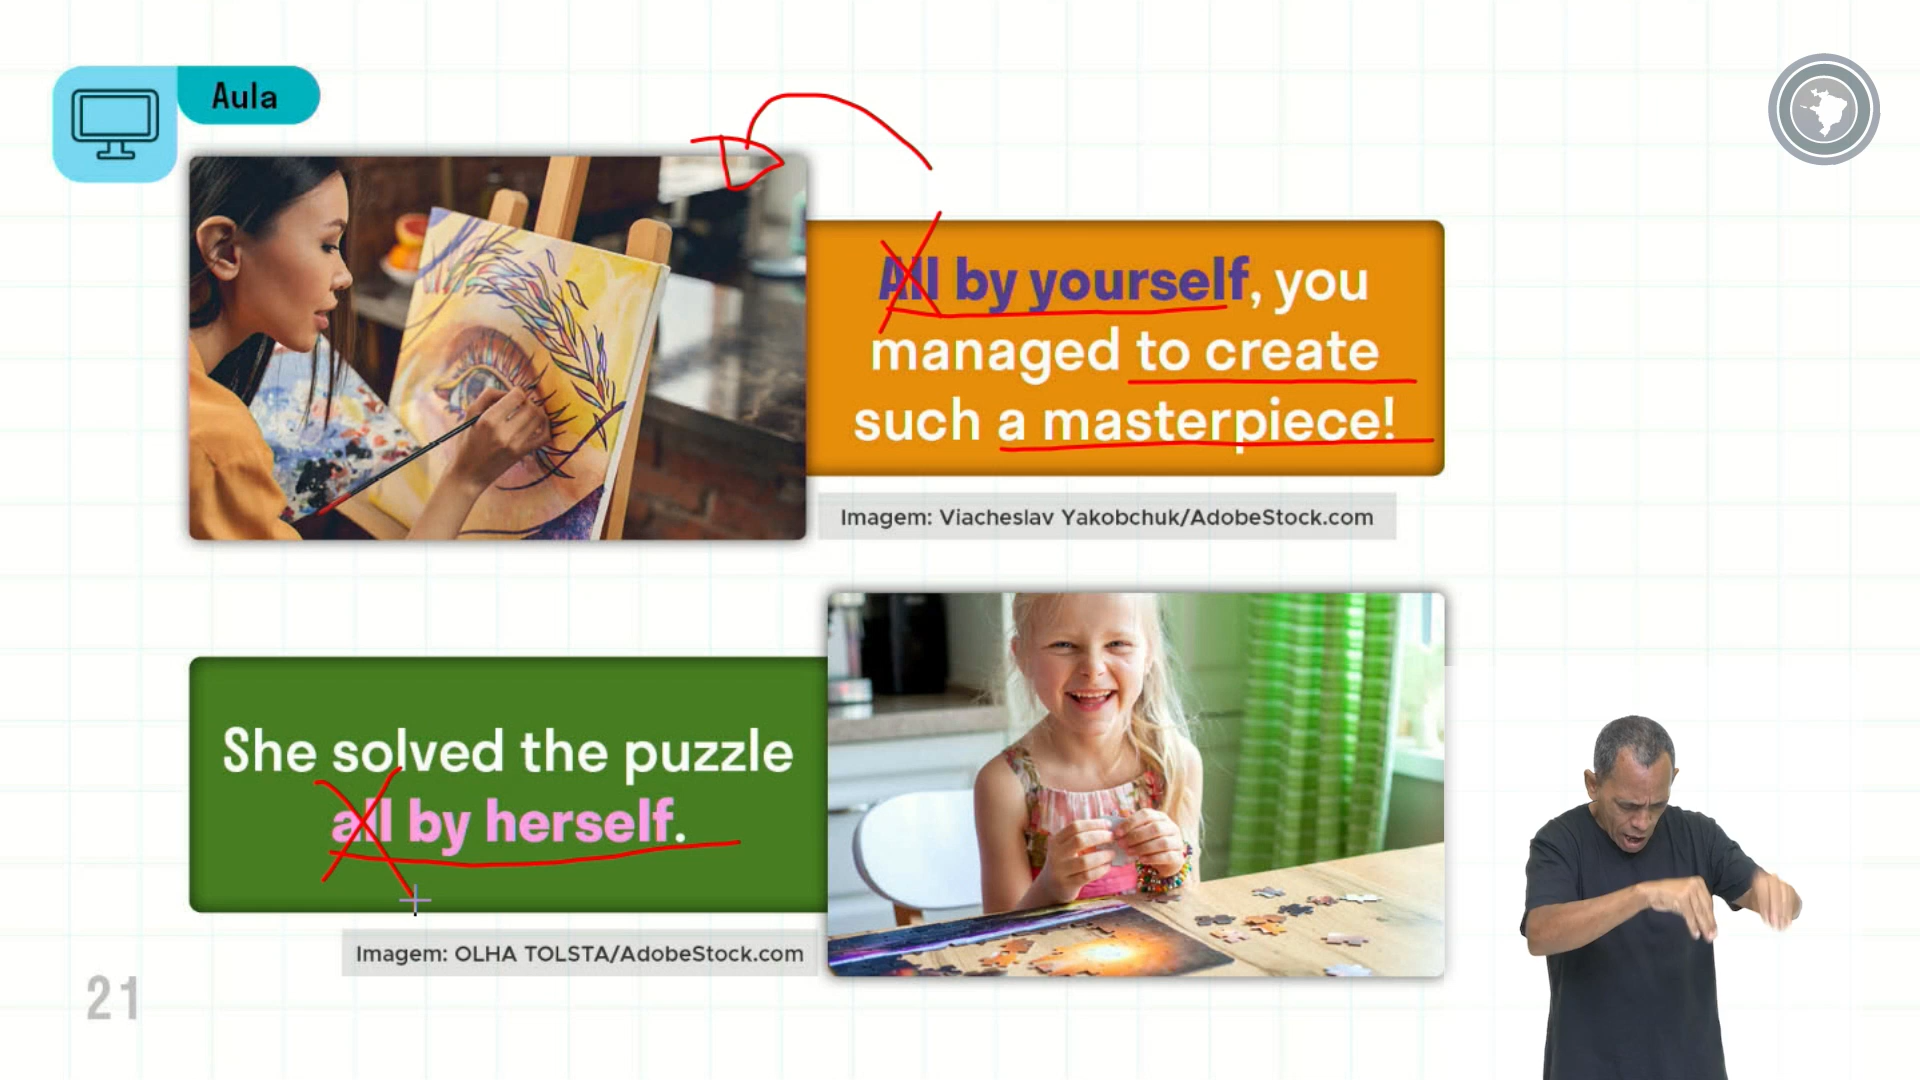 Aula
All by yourself, you
managed to create
such a masterpiece!
Imagem: Viacheslav Yakobchuk/AdobeStock.com
She solved the puzzle
all by herself.
Imagem: OLHA TOLSTA/AdobeStock.com
21